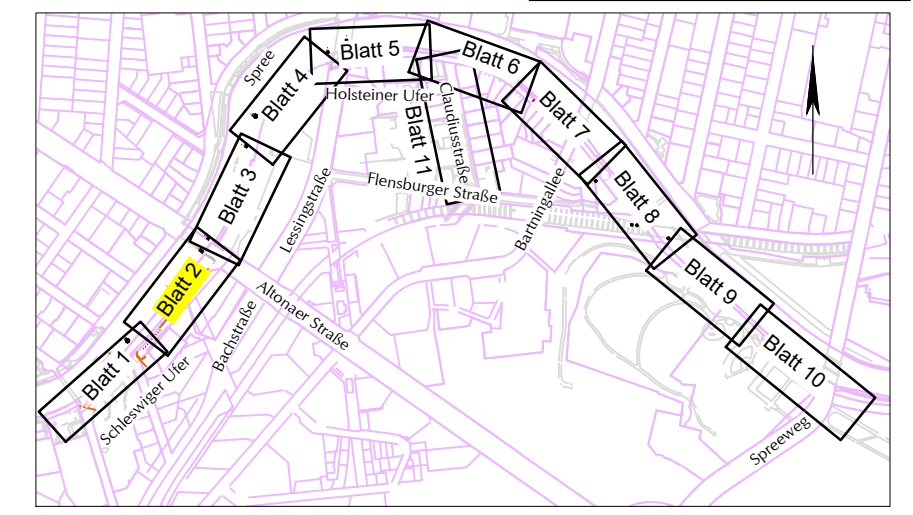 Blatt 5
Blatt 6
Spree
Blatt 4
Holsteiner Ufer
Claudiusstraße
Blatt 7
Blatt 11
Blatt 3
Lessingstraße
Flensburger Straße
Bartningallee
Blatt 8
Blatt 2
Altonaer Straße
Blatt 9
Bachstraße
Blatt 1
Schleswiger Ufer
Blatt 10
Spreeweg